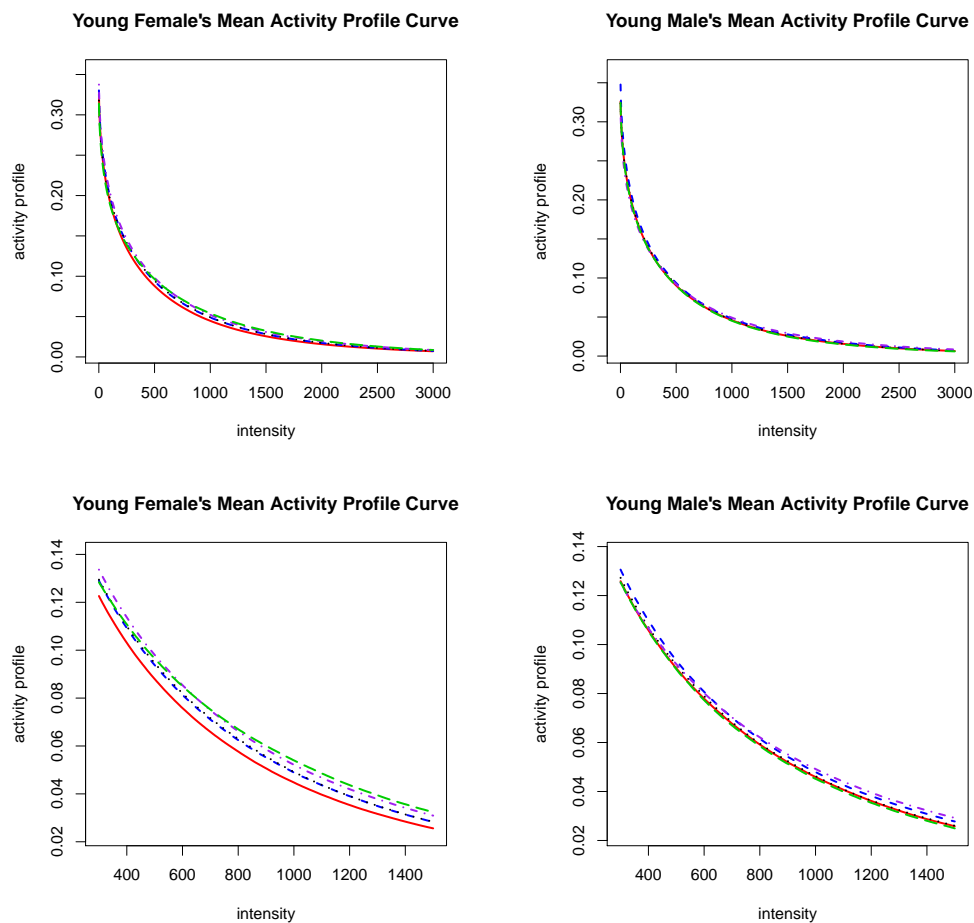 Young Female's Mean Activity Profile Curve
activity profile
0.00
0.10
0.20
0.30
0 500 1000 1500 2000 2500 3000
intensity
Young Male's Mean Activity Profile Curve
activity profile
0.00
0.10
0.20
0.30
0 500 1000 1500 2000 2500 3000
intensity
Young Female's Mean Activity Profile Curve
activity profile
0.02
0.04
0.06
0.08
0.10
0.12
0.14
400 600 800 1000 1200 1400
intensity
Young Male's Mean Activity Profile Curve
activity profile
0.02
0.04
0.06
0.08
0.10
0.12
0.14
400 600 800 1000 1200 1400
intensity